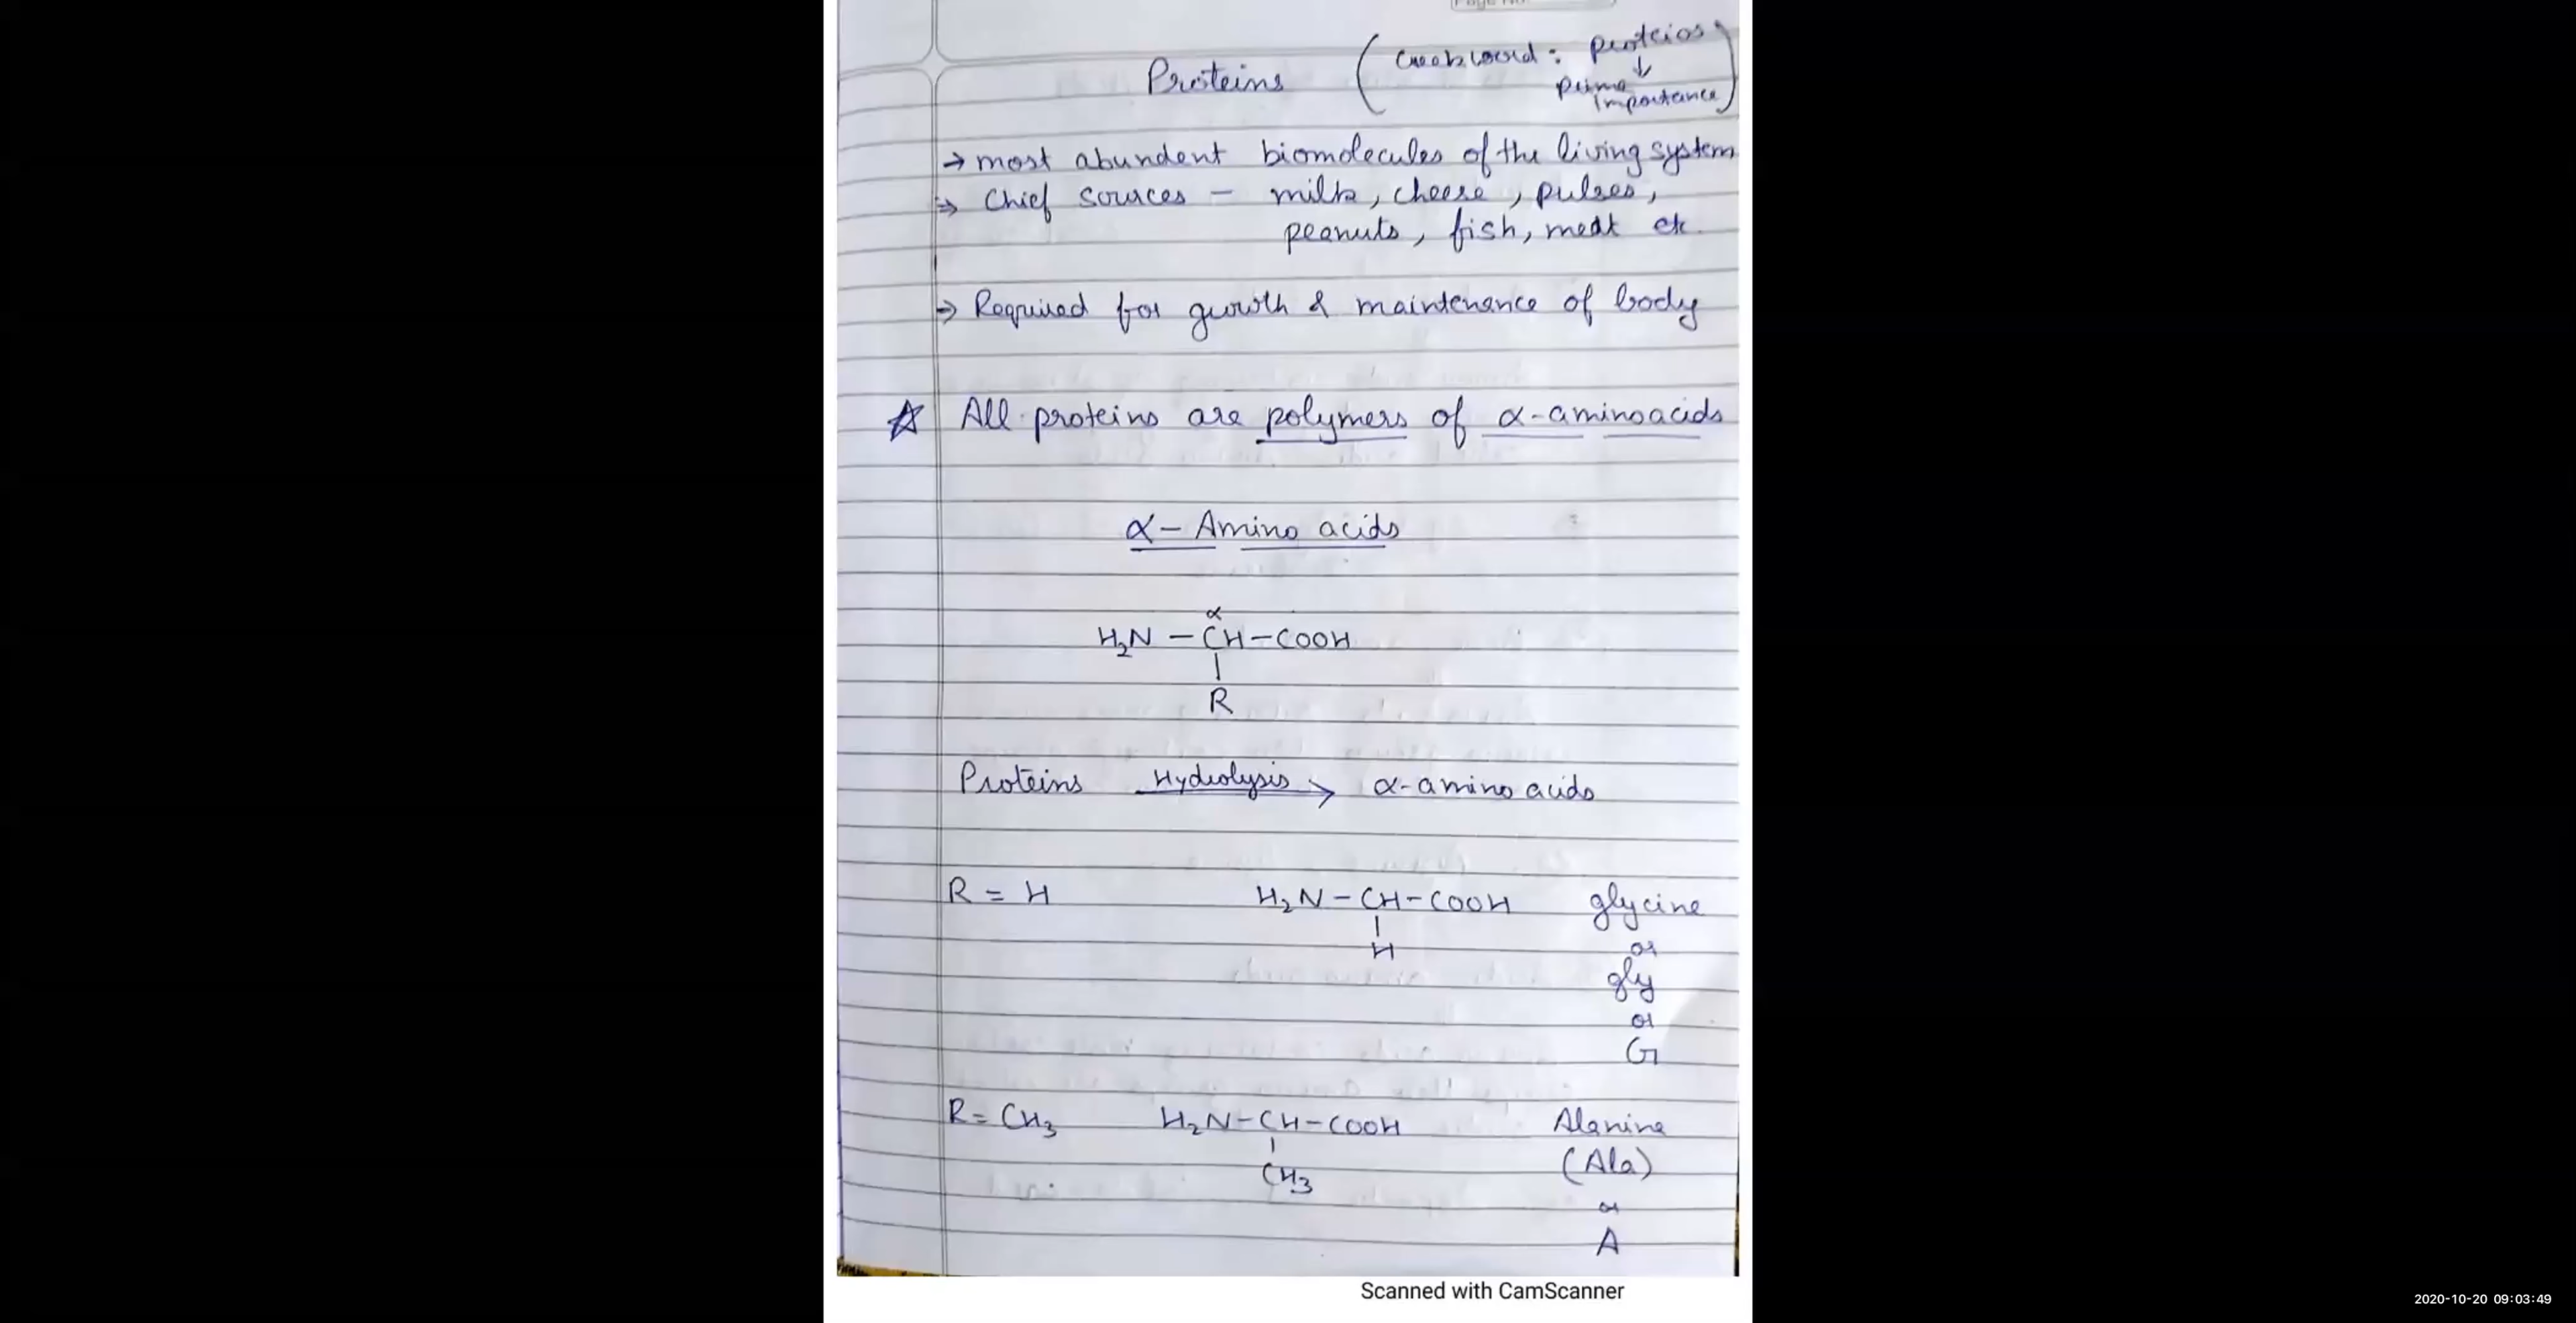 Proteins (Greek word : proteios
↓
prime
importance)
→ most abundent biomolecules of the living system
⇒ Chief sources - milk, cheese, pulses,
peanuts, fish, meat etc.
⇒ Required for growth & maintenance of body
☆ All proteins are polymers of α-aminoacids
α- Amino acids
α
H₂N - CH - COOH
|
R
Proteins Hydrolysis → α-amino acids
R = H H₂N - CH - COOH glycine
|
H or
gly
or
G
R = CH₃ H₂N - CH - COOH Alanine
|
CH₃ (Ala)
or
A
Scanned with CamScanner
2020-10-20 09:03:49